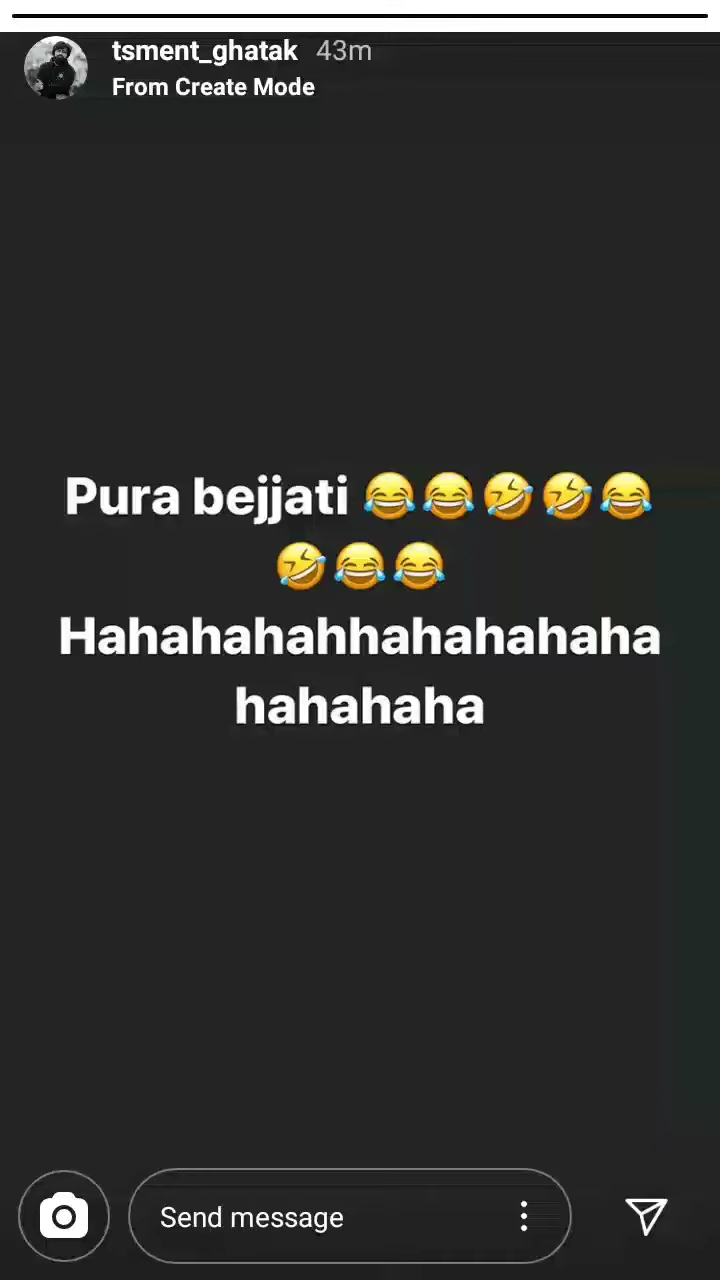 tsment_ghatak 43m
From Create Mode
Pura bejjati 😂😂🤣🤣😂
🤣😂😂
Hahahahahhahahahaha
hahahaha
Send message